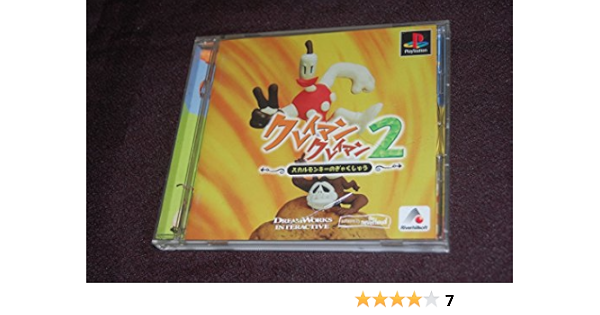 PlayStation
クレイマン
クレイマン2
スカルモンキーのぎゃくしゅう
DREAMWORKS
INTERACTIVE
7